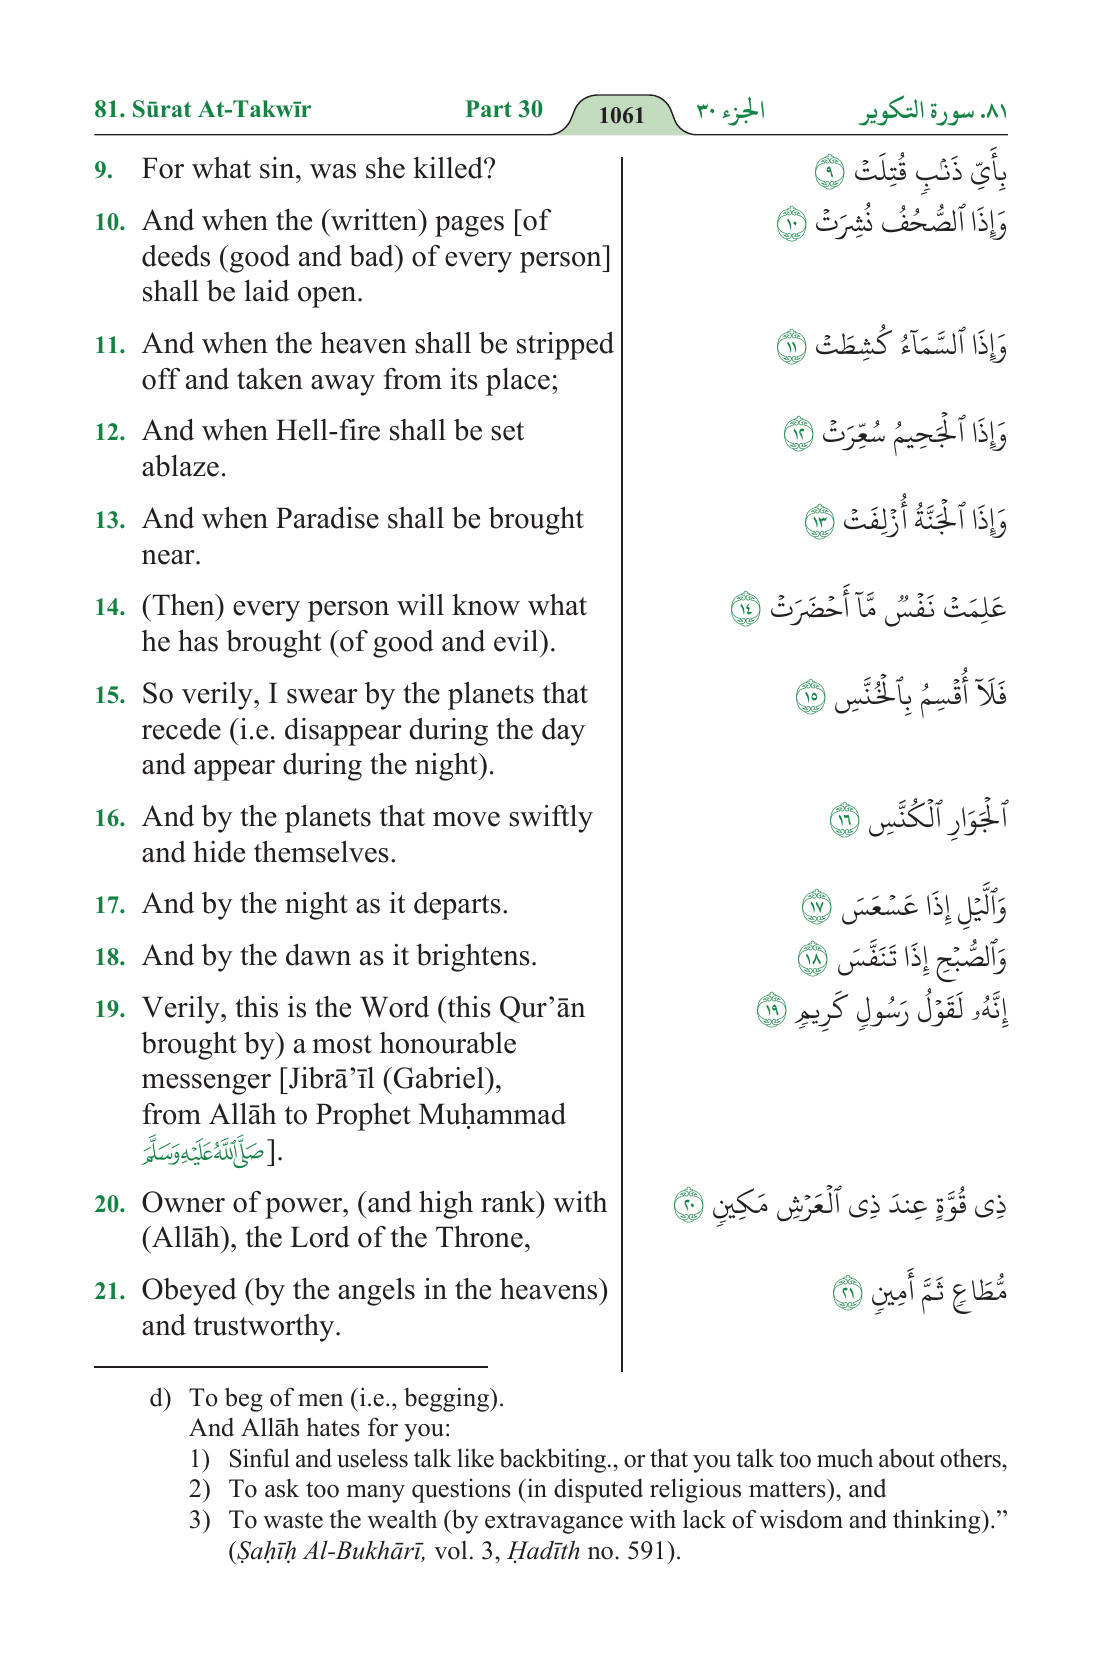 81. Sūrat At-Takwīr Part 30 1061 الجزء ٣٠ ٨١. سورة التكوير
9. For what sin, was she killed?
بِأَيِّ ذَنۢبٖ قُتِلَتۡ ٩
10. And when the (written) pages [of
deeds (good and bad) of every person]
shall be laid open.
وَإِذَا ٱلصُّحُفُ نُشِرَتۡ ١٠
11. And when the heaven shall be stripped
off and taken away from its place;
وَإِذَا ٱلسَّمَآءُ كُشِطَتۡ ١١
12. And when Hell-fire shall be set
ablaze.
وَإِذَا ٱلۡجَحِيمُ سُعِّرَتۡ ١٢
13. And when Paradise shall be brought
near.
وَإِذَا ٱلۡجَنَّةُ أُزۡلِفَتۡ ١٣
14. (Then) every person will know what
he has brought (of good and evil).
عَلِمَتۡ نَفۡسٞ مَّآ أَحۡضَرَتۡ ١٤
15. So verily, I swear by the planets that
recede (i.e. disappear during the day
and appear during the night).
فَلَآ أُقۡسِمُ بِٱلۡخُنَّسِ ١٥
16. And by the planets that move swiftly
and hide themselves.
ٱلۡجَوَارِ ٱلۡكُنَّسِ ١٦
17. And by the night as it departs.
وَٱلَّيۡلِ إِذَا عَسۡعَسَ ١٧
18. And by the dawn as it brightens.
وَٱلصُّبۡحِ إِذَا تَنَفَّسَ ١٨
19. Verily, this is the Word (this Qur’ān
brought by) a most honourable
messenger [Jibrā’īl (Gabriel),
from Allāh to Prophet Muḥammad
صَلَّى ٱللَّهُ عَلَيْهِ وَسَلَّمَ].
إِنَّهُۥ لَقَوۡلُ رَسُولٖ كَرِيمٖ ١٩
20. Owner of power, (and high rank) with
(Allāh), the Lord of the Throne,
ذِي قُوَّةٍ عِندَ ذِي ٱلۡعَرۡشِ مَكِينٖ ٢٠
21. Obeyed (by the angels in the heavens)
and trustworthy.
مُّطَاعٖ ثَمَّ أَمِينٖ ٢١
d) To beg of men (i.e., begging).
And Allāh hates for you:
1) Sinful and useless talk like backbiting., or that you talk too much about others,
2) To ask too many questions (in disputed religious matters), and
3) To waste the wealth (by extravagance with lack of wisdom and thinking).”
(Ṣaḥīḥ Al-Bukhārī, vol. 3, Ḥadīth no. 591).